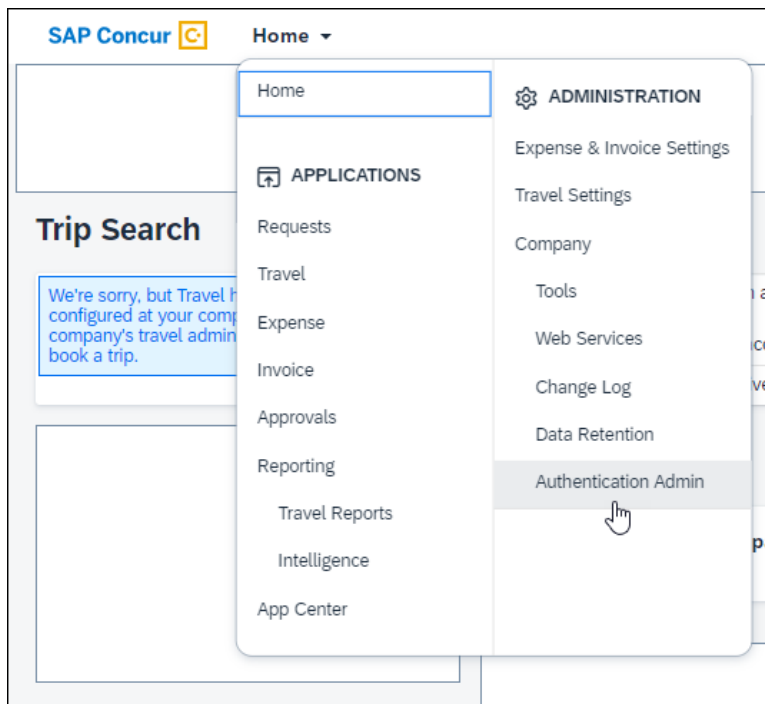 SAP Concur C
Home
Home
APPLICATIONS
Requests
Travel
Expense
Invoice
Approvals
Reporting
Travel Reports
Intelligence
App Center
ADMINISTRATION
Expense & Invoice Settings
Travel Settings
Company
Tools
Web Services
Change Log
Data Retention
Authentication Admin
Trip Search
We're sorry, but Travel
configured at your
company's travel
book a trip.